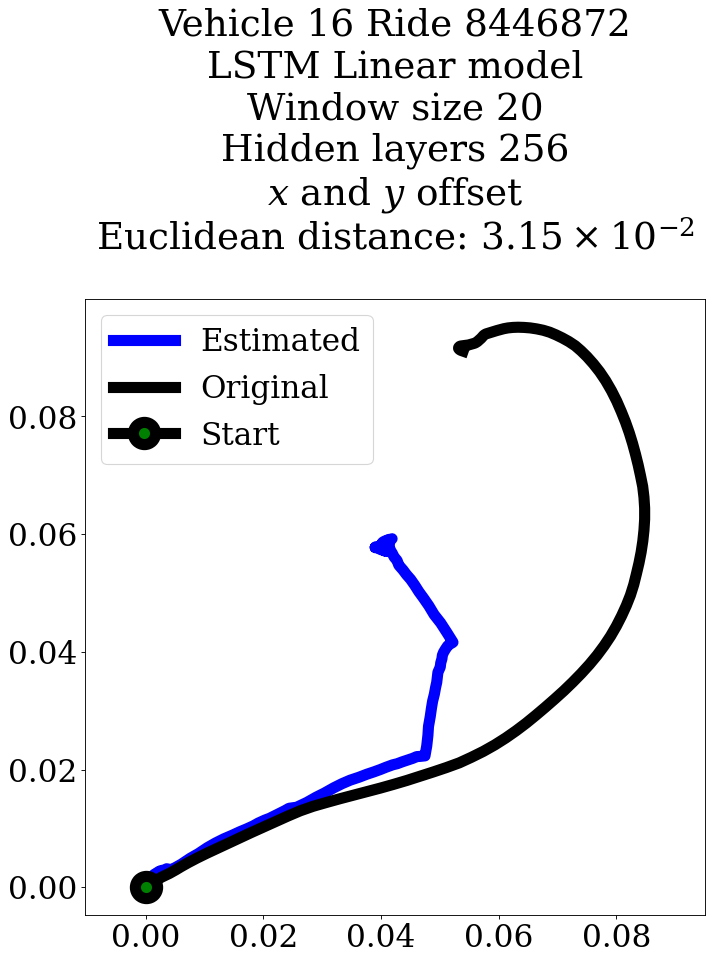 Vehicle 16 Ride 8446872
LSTM Linear model
Window size 20
Hidden layers 256
x and y offset
Euclidean distance: 3.15 × 10⁻²
Estimated
Original
Start
0.08
0.06
0.04
0.02
0.00
0.00 0.02 0.04 0.06 0.08